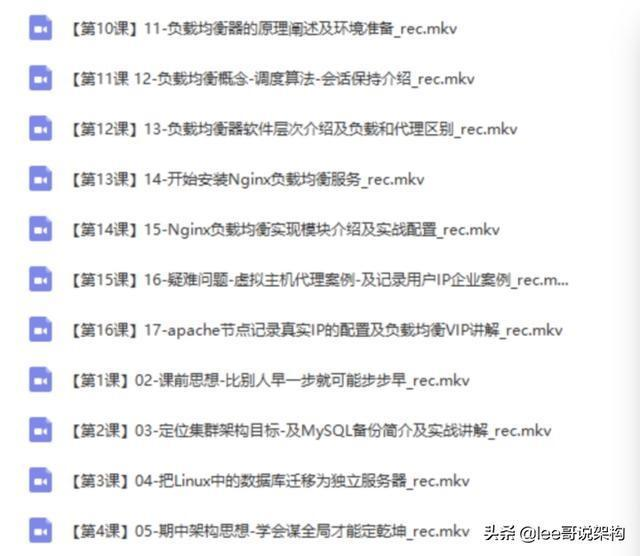 【第10课】11-负载均衡器的原理阐述及环境准备_rec.mkv
【第11课 12-负载均衡概念-调度算法-会话保持介绍_rec.mkv
【第12课】13-负载均衡器软件层次介绍及负载和代理区别_rec.mkv
【第13课】14-开始安装Nginx负载均衡服务_rec.mkv
【第14课】15-Nginx负载均衡实现模块介绍及实战配置_rec.mkv
【第15课】16-疑难问题-虚拟主机代理案例-及记录用户IP企业案例_rec.m...
【第16课】17-apache节点记录真实IP的配置及负载均衡VIP讲解_rec.mkv
【第1课】02-课前思想-比别人早一步就可能步步早_rec.mkv
【第2课】03-定位集群架构目标-及MySQL备份简介及实战讲解_rec.mkv
【第3课】04-把Linux中的数据库迁移为独立服务器_rec.mkv
【第4课】05-期中架构思想-学会谋全局才能定乾坤_rec.mkv
头条 @lee哥说架构